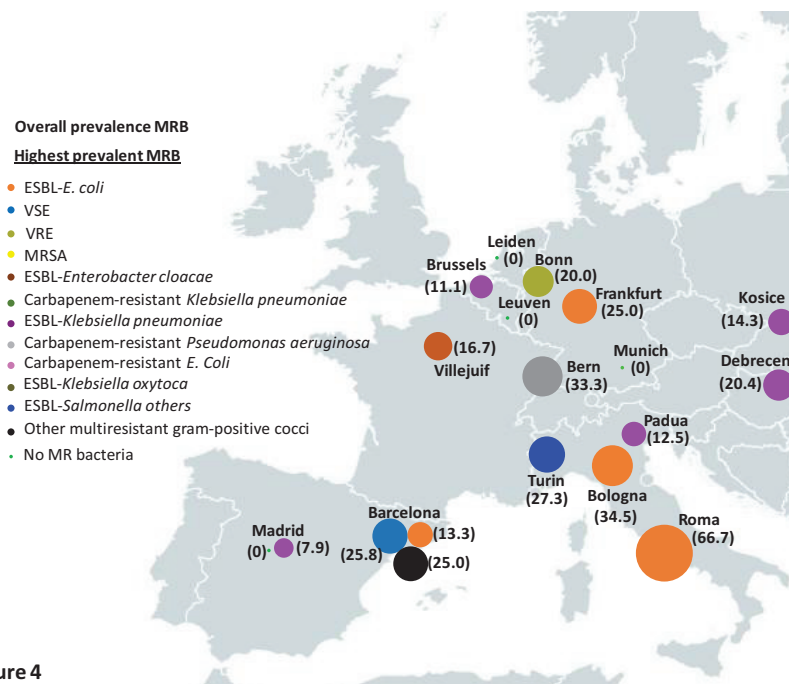 Overall prevalence MRB
Highest prevalent MRB
ESBL-E. coli
VSE
VRE
MRSA
ESBL-Enterobacter cloacae
Carbapenem-resistant Klebsiella pneumoniae
ESBL-Klebsiella pneumoniae
Carbapenem-resistant Pseudomonas aeruginosa
Carbapenem-resistant E. Coli
ESBL-Klebsiella oxytoca
ESBL-Salmonella others
Other multiresistant gram-positive cocci
No MR bacteria
Leiden
(0)
Bonn
(20.0)
Brussels
(11.1)
Leuven
(0)
Frankfurt
(25.0)
Kosice
(14.3)
(16.7)
Villejuif
Bern
(33.3)
Munich
(0)
Debrecen
(20.4)
Padua
(12.5)
Turin
(27.3)
Bologna
(34.5)
Roma
(66.7)
Barcelona
(13.3)
(25.8)
(25.0)
Madrid
(0)
(7.9)
ure 4